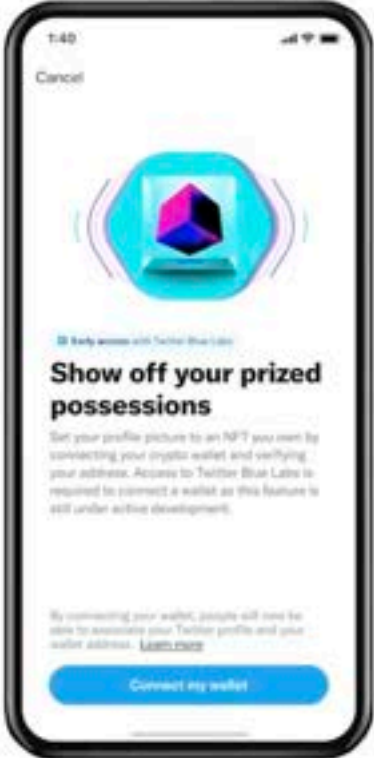 1:40
Cancel
Early access with Twitter Blue Labs
Show off your prized
possessions
Set your profile picture to an NFT you own by
connecting your crypto wallet and verifying
your address. Access to Twitter Blue Labs is
required to connect a wallet as this feature is
still under active development.
By connecting your wallet, people will now be
able to associate your Twitter profile and your
wallet address. Learn more
Connect my wallet